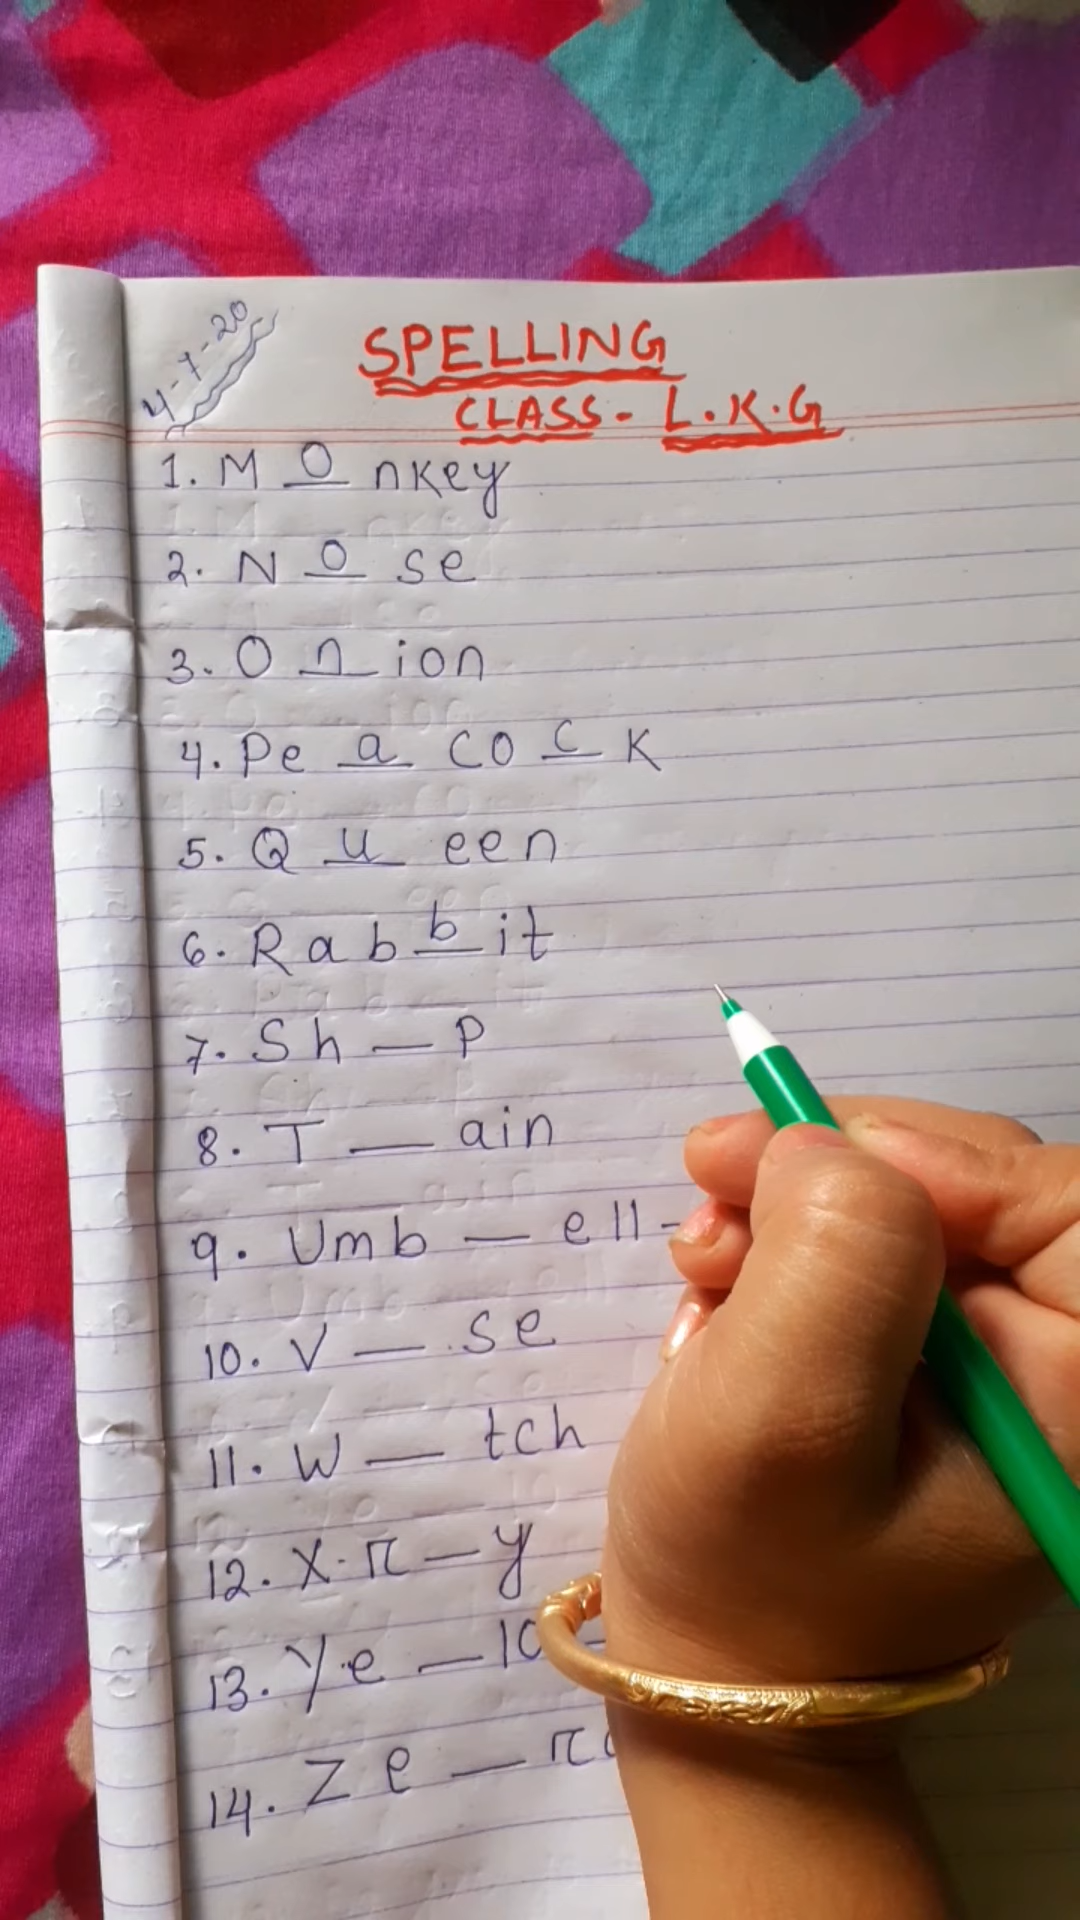 4-7-20
SPELLING
CLASS- L.K.G
1. M O nkey
2. N O se
3. O n ion
4. Pe a co c k
5. Q u een
6. Rab b it
7. Sh — P
8. T — ain
9. Umb — ell -
10. V — se
11. W — tch
12. X.r — y
13. Ye — lo -
14. Ze — ra